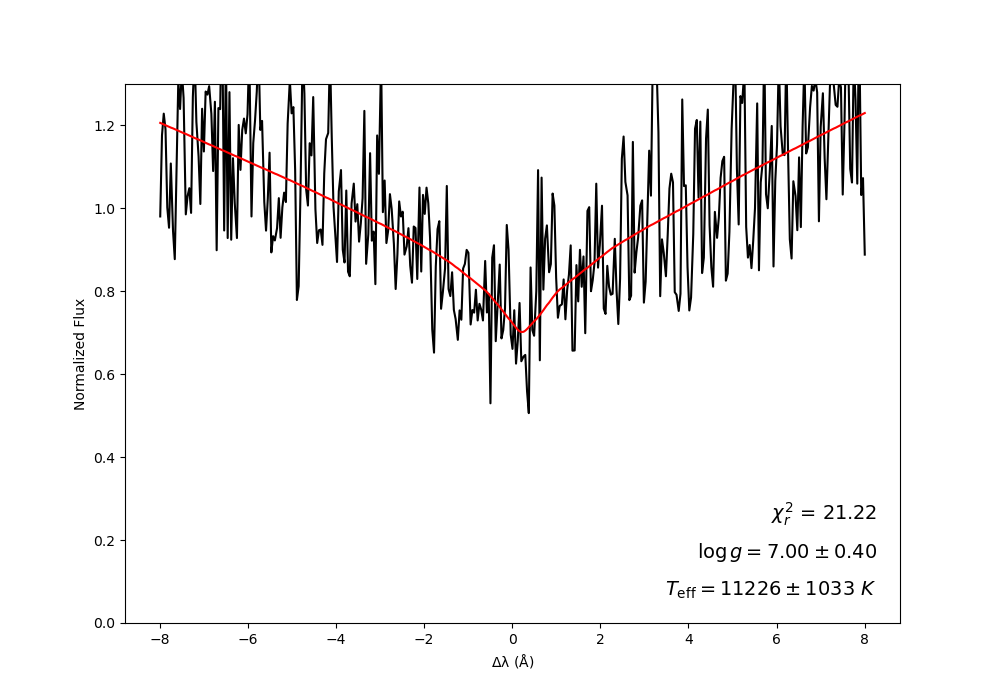 1.2
1.0
0.8
0.6
0.4
0.2
0.0
Normalized Flux
χ²ᵣ = 21.22
log g = 7.00 ± 0.40
T_eff = 11226 ± 1033 K
−8 −6 −4 −2 0 2 4 6 8
Δλ (Å)